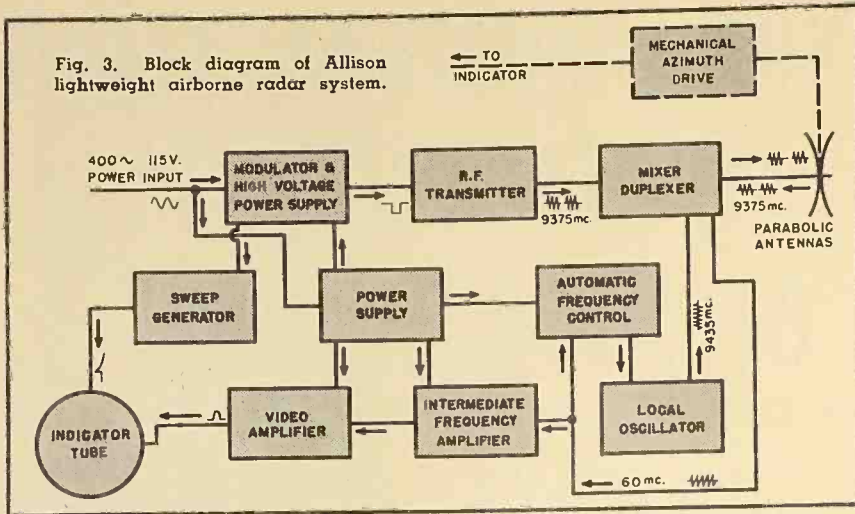 Fig. 3. Block diagram of Allison
lightweight airborne radar system.
TO
INDICATOR
MECHANICAL
AZIMUTH
DRIVE
400~ 115V.
POWER INPUT
MODULATOR &
HIGH VOLTAGE
POWER SUPPLY
R.F.
TRANSMITTER
9375mc.
MIXER
DUPLEXER
9375mc.
PARABOLIC
ANTENNAS
SWEEP
GENERATOR
POWER
SUPPLY
AUTOMATIC
FREQUENCY
CONTROL
9435mc.
INDICATOR
TUBE
VIDEO
AMPLIFIER
INTERMEDIATE
FREQUENCY
AMPLIFIER
LOCAL
OSCILLATOR
60mc.